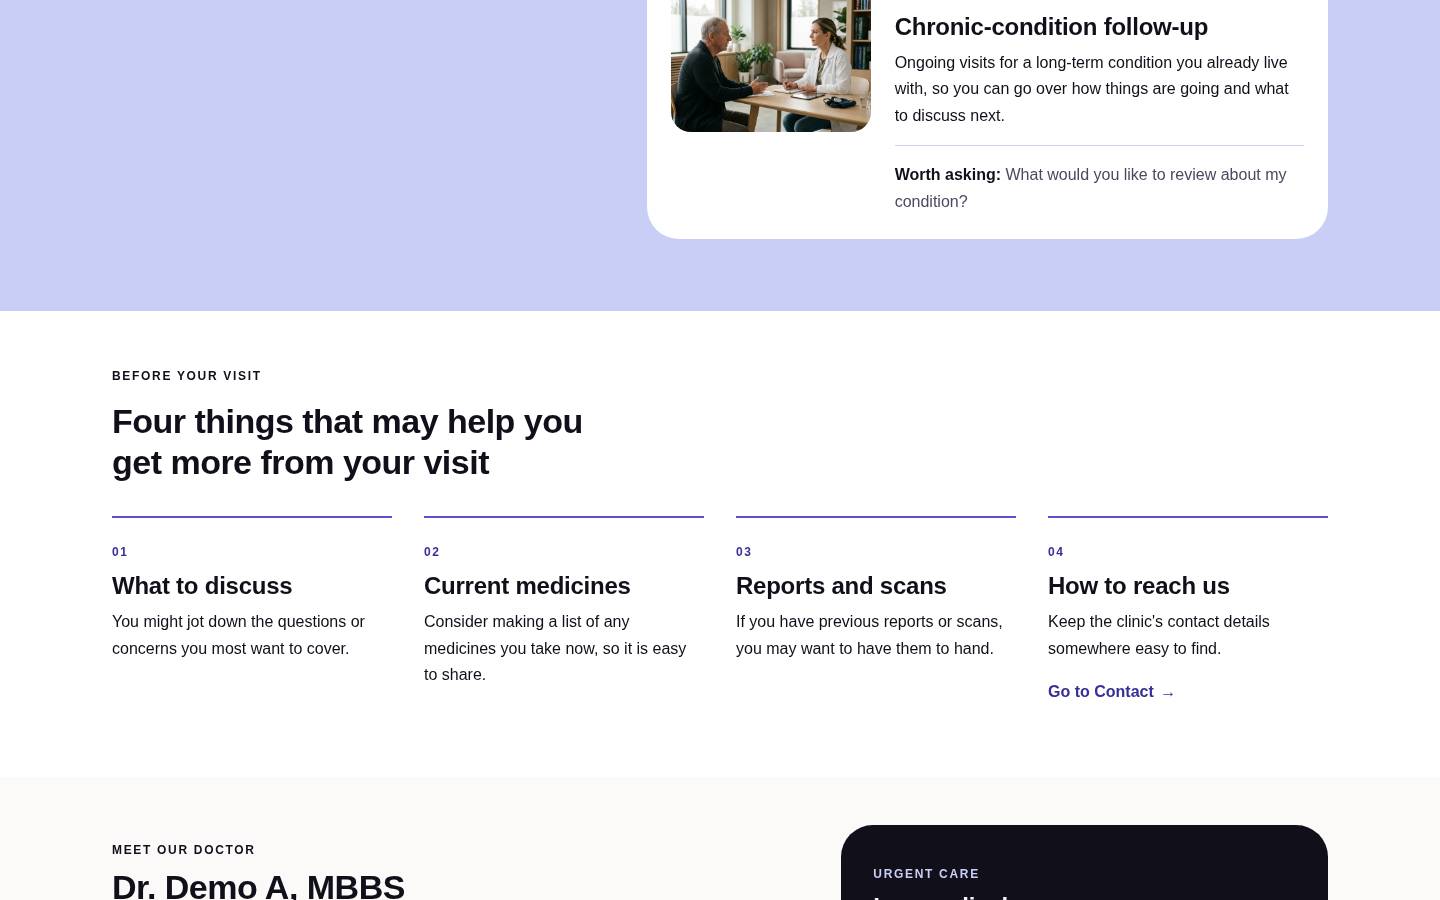 Chronic-condition follow-up
Ongoing visits for a long-term condition you already live
with, so you can go over how things are going and what
to discuss next.
Worth asking: What would you like to review about my
condition?
BEFORE YOUR VISIT
Four things that may help you
get more from your visit
01
What to discuss
You might jot down the questions or
concerns you most want to cover.
02
Current medicines
Consider making a list of any
medicines you take now, so it is easy
to share.
03
Reports and scans
If you have previous reports or scans,
you may want to have them to hand.
04
How to reach us
Keep the clinic's contact details
somewhere easy to find.
Go to Contact →
MEET OUR DOCTOR
Dr. Demo A, MBBS
URGENT CARE